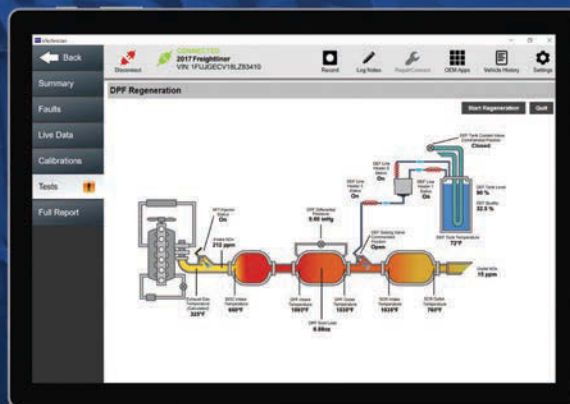 Back
CONNECTED
2017 Freightliner
VIN: 1FUJGECV18LZ83410
Disconnect
Record
Log Notes
RepairConnect
OEM Apps
Vehicle History
Settings
Summary
Faults
Live Data
Calibrations
Tests
Full Report
DPF Regeneration
Start Regeneration
Quit
DEF Tank Coolant Valve
Commanded Position
Closed
DEF Line
Heater 2
Status
On
DEF Line
Heater 3
Status
On
DEF Line
Heater 1
Status
On
DEF Tank Level
90 %
DEF Quality
32.5 %
DEF Tank Temperature
72°F
Status
On
Intake NOx
212 ppm
DPF Differential
Pressure
DEF Dosing Valve
Commanded
Position
Open
Outlet NOx
15 ppm
Exhaust Gas
Temperature
(Calculated)
325°F
DOC Intake
Temperature
DPF Intake
Temperature
DPF Outlet
Temperature
SCR Intake
Temperature
SCR Outlet
Temperature
DPF Soot Load